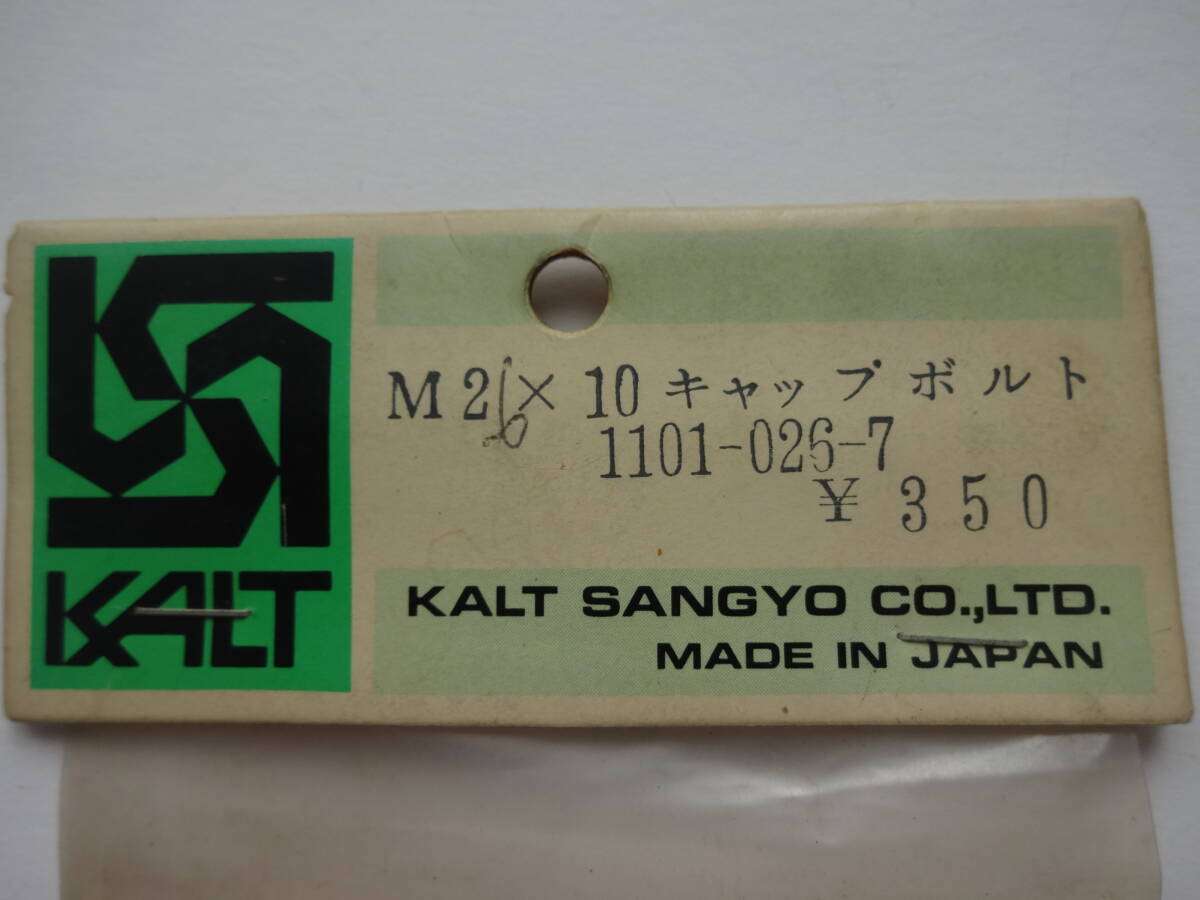 M2.6×10キャップボルト
1101-026-7
¥350
KALT
KALT SANGYO CO.,LTD.
MADE IN JAPAN